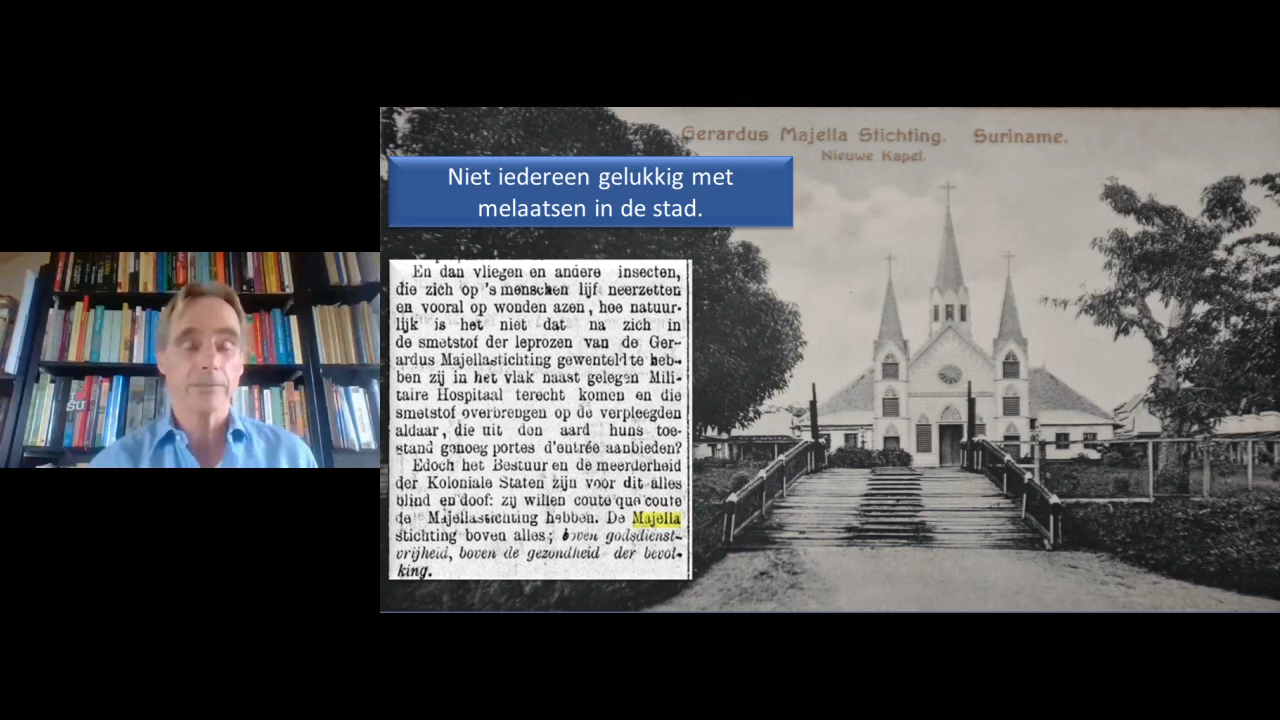 Gerardus Majella Stichting. Suriname.
Nieuwe Kapel.
Niet iedereen gelukkig met
melaatsen in de stad.
En dan vliegen en andere insecten,
die zich op 's menschen lijf neerzetten
en vooral op wonden azen, hoe natuur-
lijk is het niet dat na zich in
de smetstof der leprozen van de Ger-
ardus Majellastichting gewenteld te heb-
ben zij in het vlak naast gelegen Mili-
taire Hospitaal terecht komen en die
smetstof overbrengen op de verpleegden
aldaar, die uit den aard huns toe-
stand genoeg portes d'entrée aanbieden?
Edoch het Bestuur en de meerderheid
der Koloniale Staten zijn voor dit alles
blind en doof: zij willen coute que coute
de Majellastichting hebben. De Majella
stichting boven alles; boven godsdienst-
vrijheid, boven de gezondheid der bevol-
king.
SU